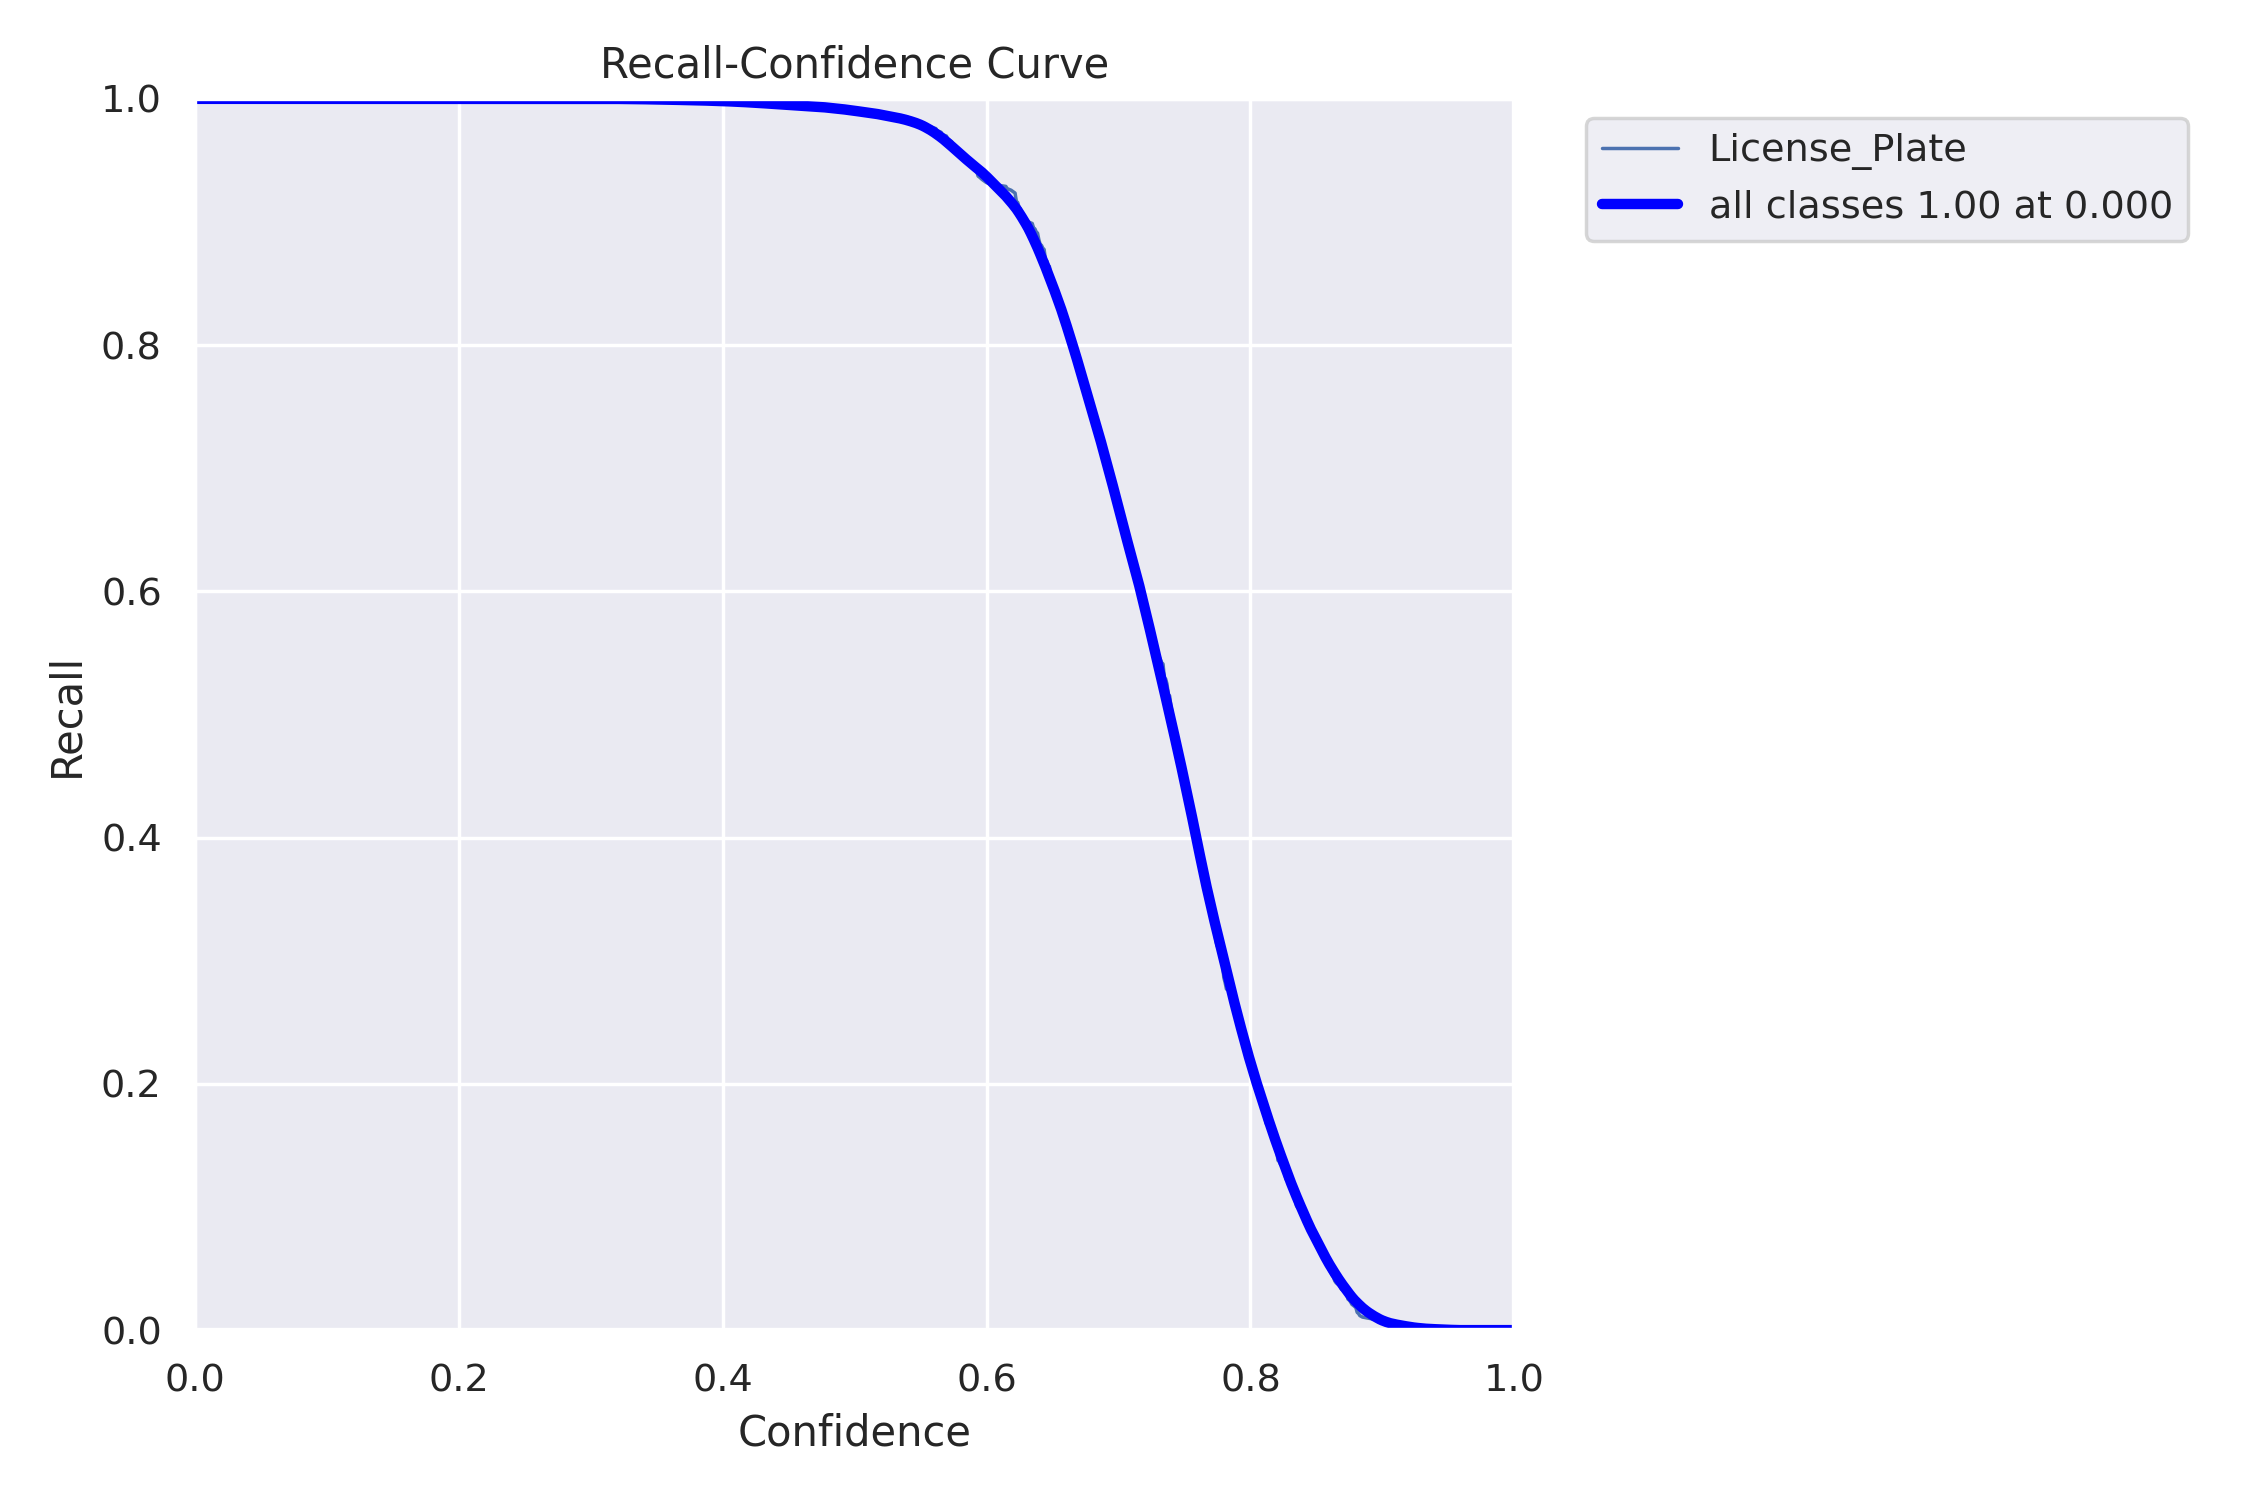 Recall-Confidence Curve
1.0
0.8
0.6
0.4
0.2
0.0
Recall
0.0 0.2 0.4 0.6 0.8 1.0
Confidence
License_Plate
all classes 1.00 at 0.000